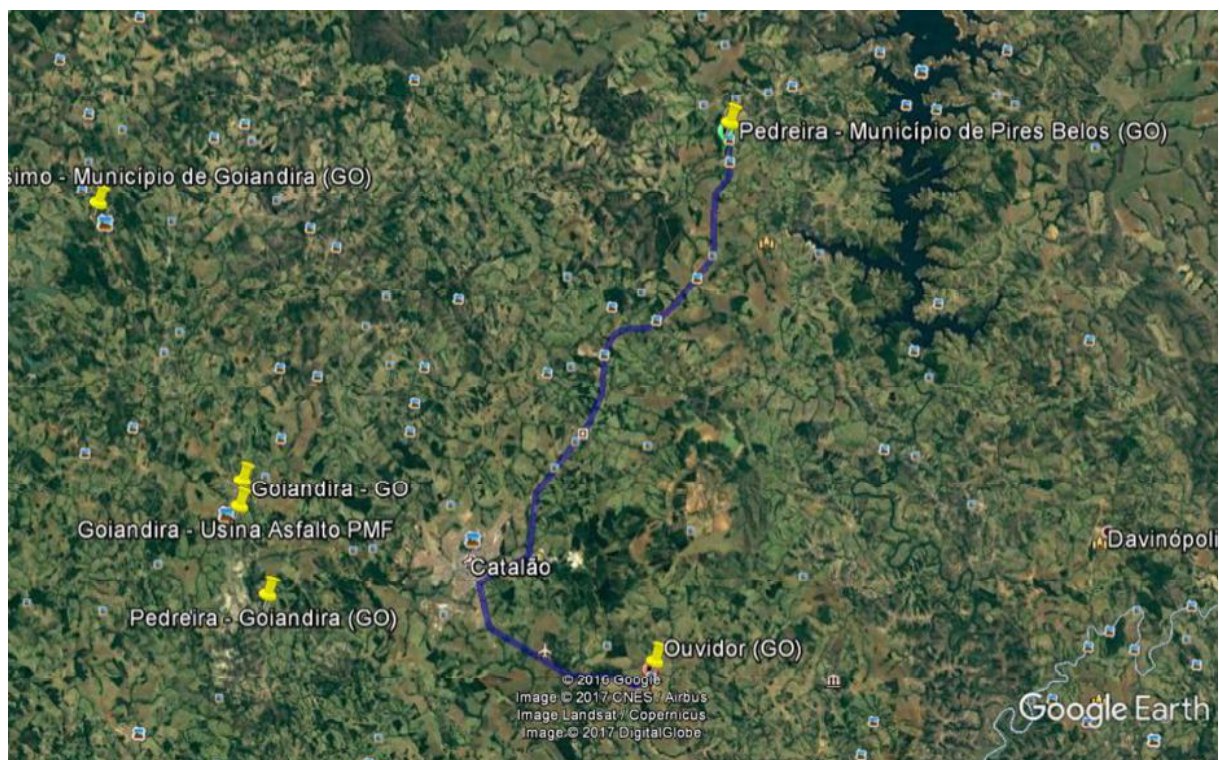 Pedreira - Município de Pires Belos (GO)
simo - Município de Goiandira (GO)
Goiandira - GO
Goiandira - Usina Asfalto PMF
Davinópoli
Catalão
Pedreira - Goiandira (GO)
Ouvidor (GO)
© 2016 Google
Image © 2017 CNES / Airbus
Image Landsat / Copernicus
Image © 2017 DigitalGlobe
Google Earth